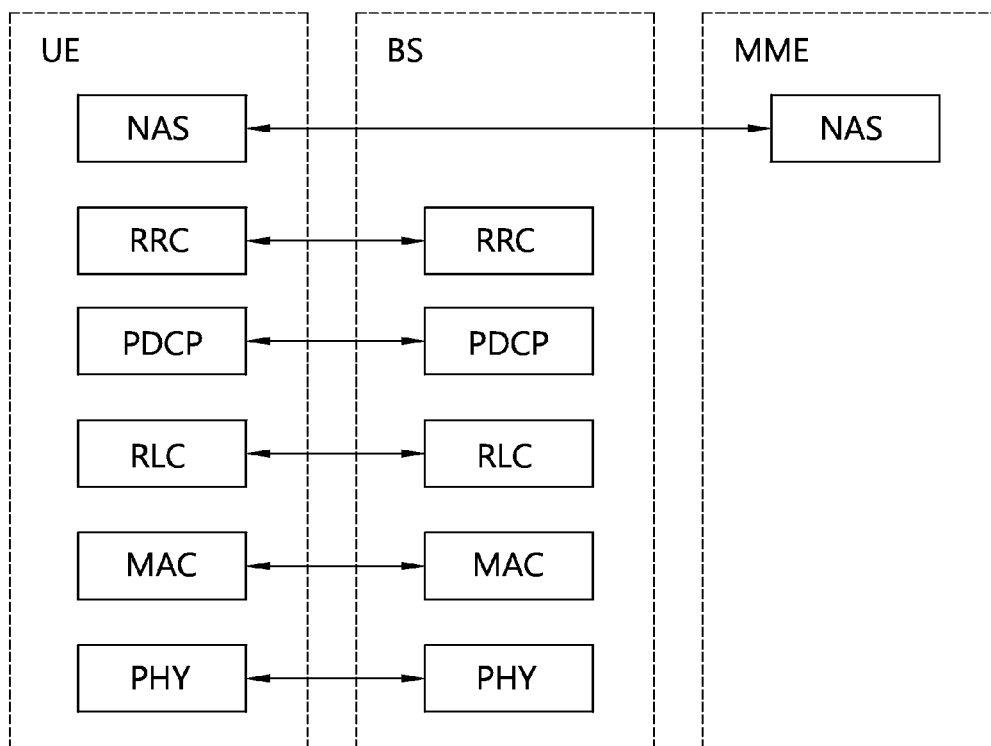 UE BS MME
NAS NAS
RRC RRC
PDCP PDCP
RLC RLC
MAC MAC
PHY PHY